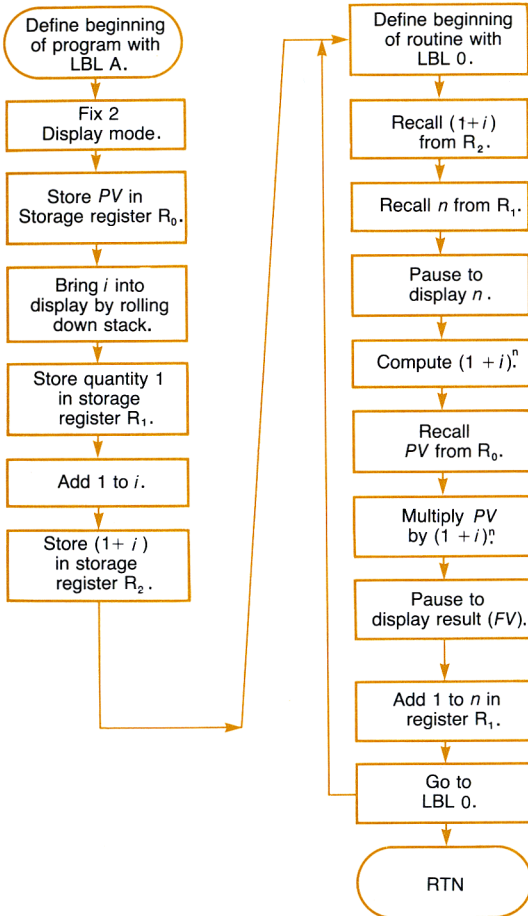 Define beginning
of program with
LBL A.
Fix 2
Display mode.
Store PV in
Storage register R₀.
Bring i into
display by rolling
down stack.
Store quantity 1
in storage
register R₁.
Add 1 to i.
Store (1+ i)
in storage
register R₂.
Define beginning
of routine with
LBL 0.
Recall (1+i)
from R₂.
Recall n from R₁.
Pause to
display n.
Compute (1 + i)ⁿ.
Recall
PV from R₀.
Multiply PV
by (1 + i)ⁿ.
Pause to
display result (FV).
Add 1 to n in
register R₁.
Go to
LBL 0.
RTN